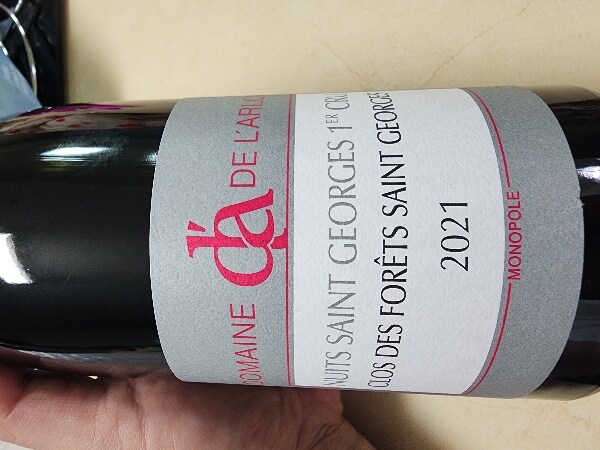 DOMAINE d'a DE L'ARLO
NUITS SAINT GEORGES 1ER CRU
CLOS DES FORÊTS SAINT GEORGES
2021
MONOPOLE